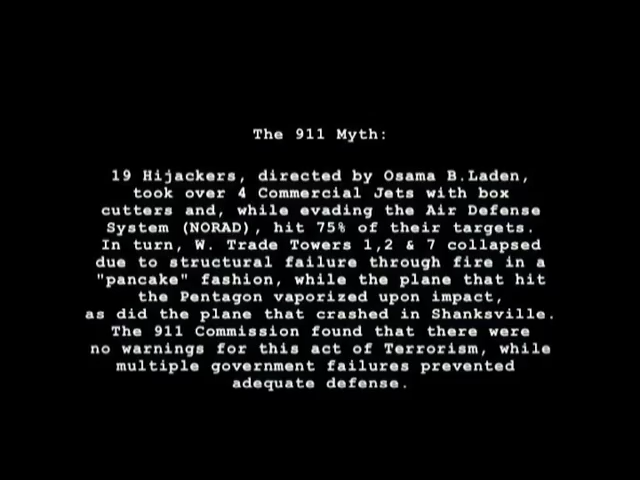 The 911 Myth:
19 Hijackers, directed by Osama B.Laden,
took over 4 Commercial Jets with box
cutters and, while evading the Air Defense
System (NORAD), hit 75% of their targets.
In turn, W. Trade Towers 1,2 & 7 collapsed
due to structural failure through fire in a
"pancake" fashion, while the plane that hit
the Pentagon vaporized upon impact,
as did the plane that crashed in Shanksville.
The 911 Commission found that there were
no warnings for this act of Terrorism, while
multiple government failures prevented
adequate defense.